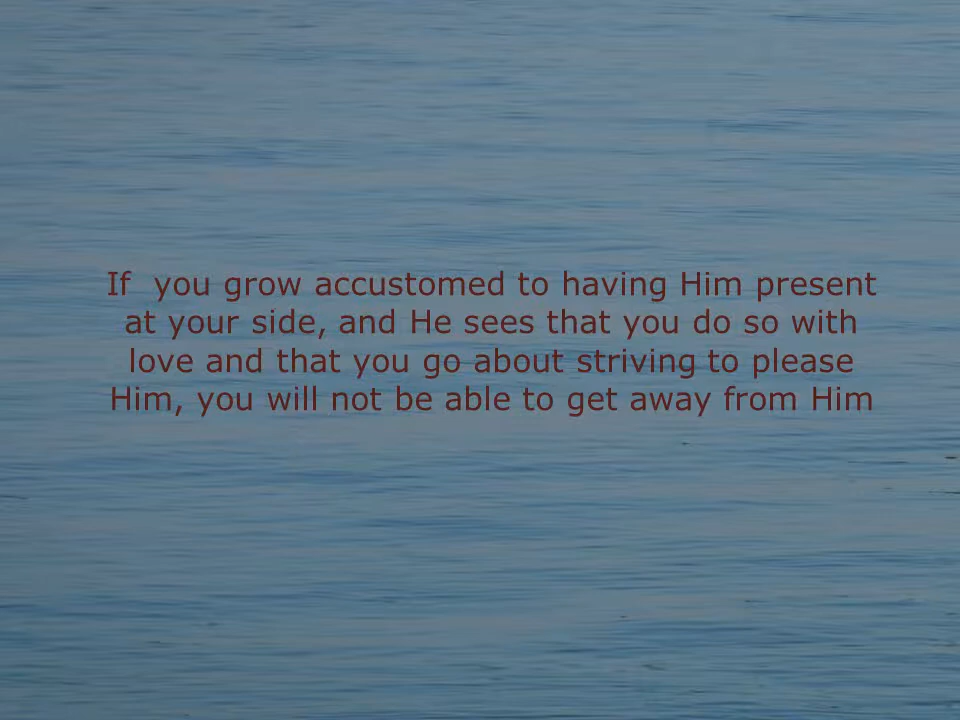 If  you grow accustomed to having Him present
at your side, and He sees that you do so with
love and that you go about striving to please
Him, you will not be able to get away from Him